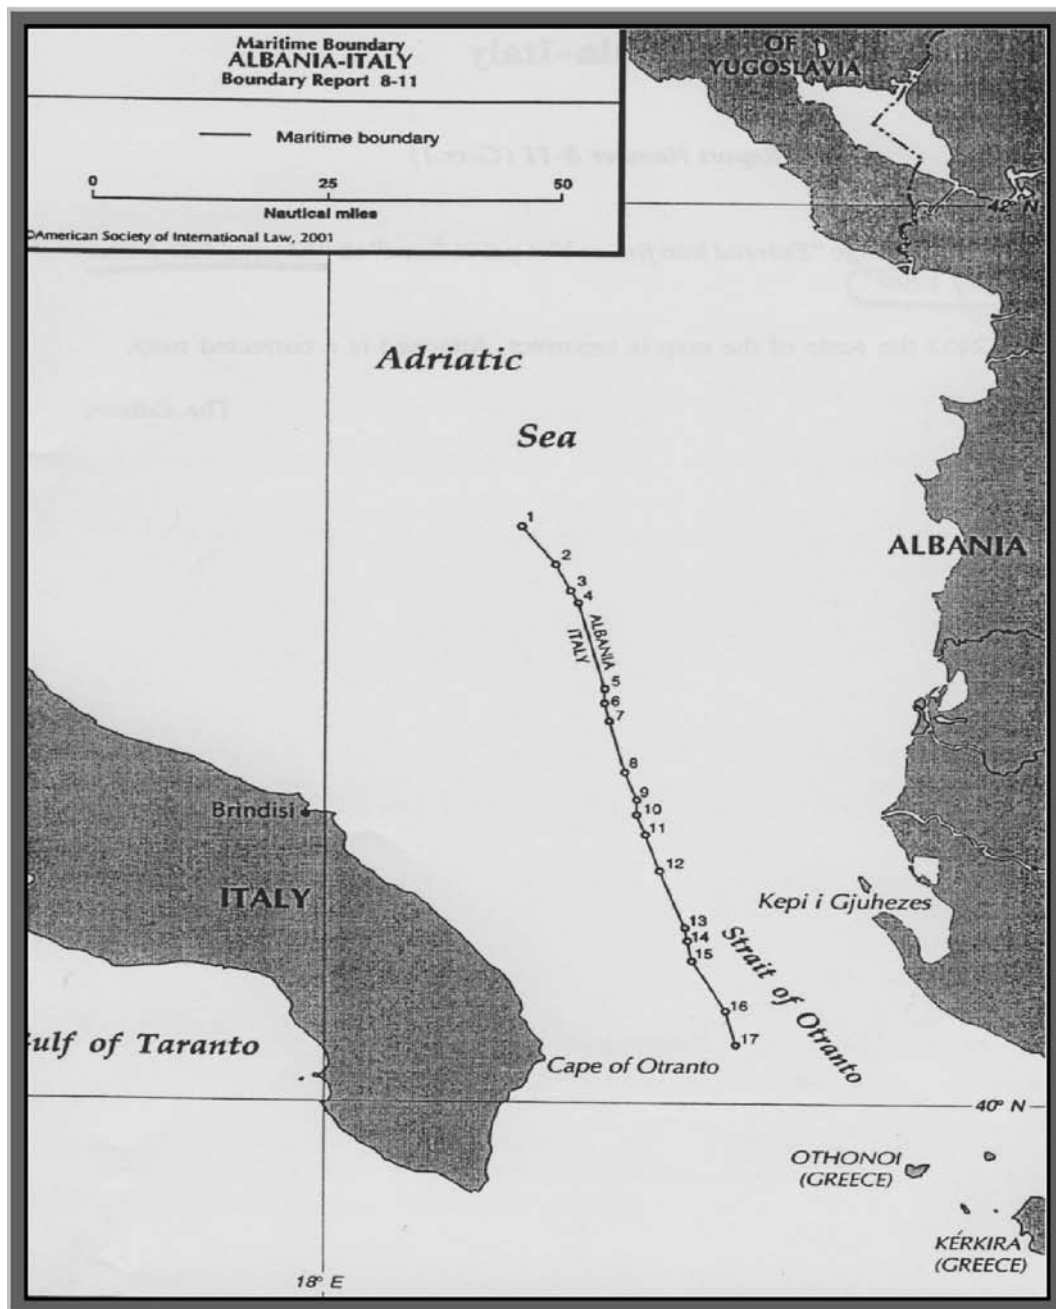 Maritime Boundary
ALBANIA-ITALY
Boundary Report 8-11
Maritime boundary
0 25 50
Nautical miles
©American Society of International Law, 2001
OF
YUGOSLAVIA
42° N
Adriatic
Sea
1
2
3
4
ALBANIA
ITALY
ALBANIA
5
6
7
8
9
10
11
12
13
14
15
16
17
Brindisi
ITALY
Kepi i Gjuhezes
Strait of Otranto
Gulf of Taranto
Cape of Otranto
40° N
OTHONOI
(GREECE)
KÉRKIRA
(GREECE)
18° E